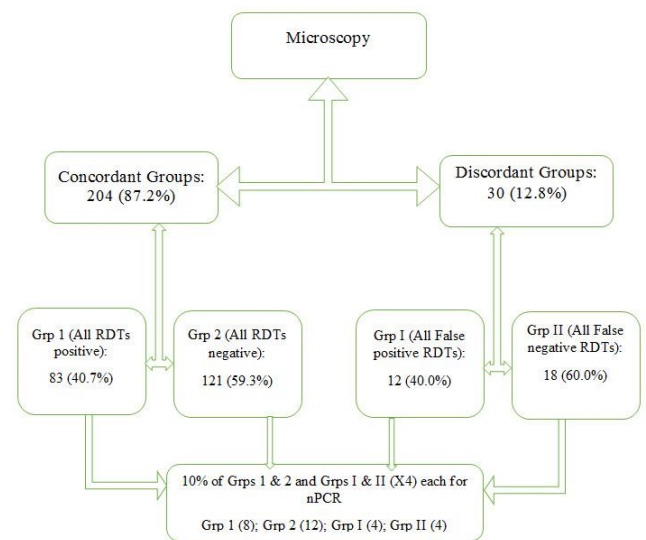 Microscopy
Concordant Groups:
204 (87.2%)
Discordant Groups:
30 (12.8%)
Grp 1 (All RDTs
positive):
83 (40.7%)
Grp 2 (All RDTs
negative):
121 (59.3%)
Grp I (All False
positive RDTs):
12 (40.0%)
Grp II (All False
negative RDTs):
18 (60.0%)
10% of Grps 1 & 2 and Grps I & II (X4) each for
nPCR
Grp 1 (8); Grp 2 (12); Grp I (4); Grp II (4)